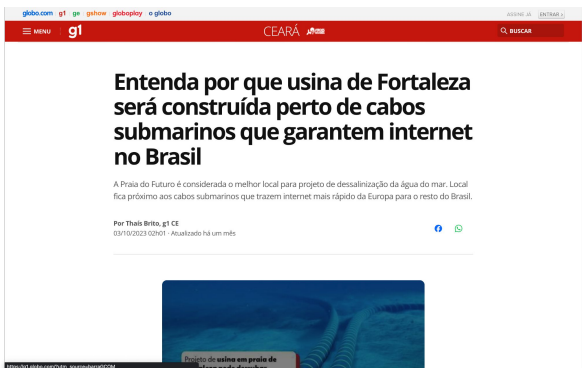 globo.com g1 ge gshow globoplay o globo
ASSINE JÁ ENTRAR ›
MENU g1 CEARÁ BUSCAR
Entenda por que usina de Fortaleza
será construída perto de cabos
submarinos que garantem internet
no Brasil
A Praia do Futuro é considerada o melhor local para projeto de dessalinização da água do mar. Local
fica próximo aos cabos submarinos que trazem internet mais rápido da Europa para o resto do Brasil.
Por Thaís Brito, g1 CE
03/10/2023 02h01 · Atualizado há um mês
Projeto de usina em praia de